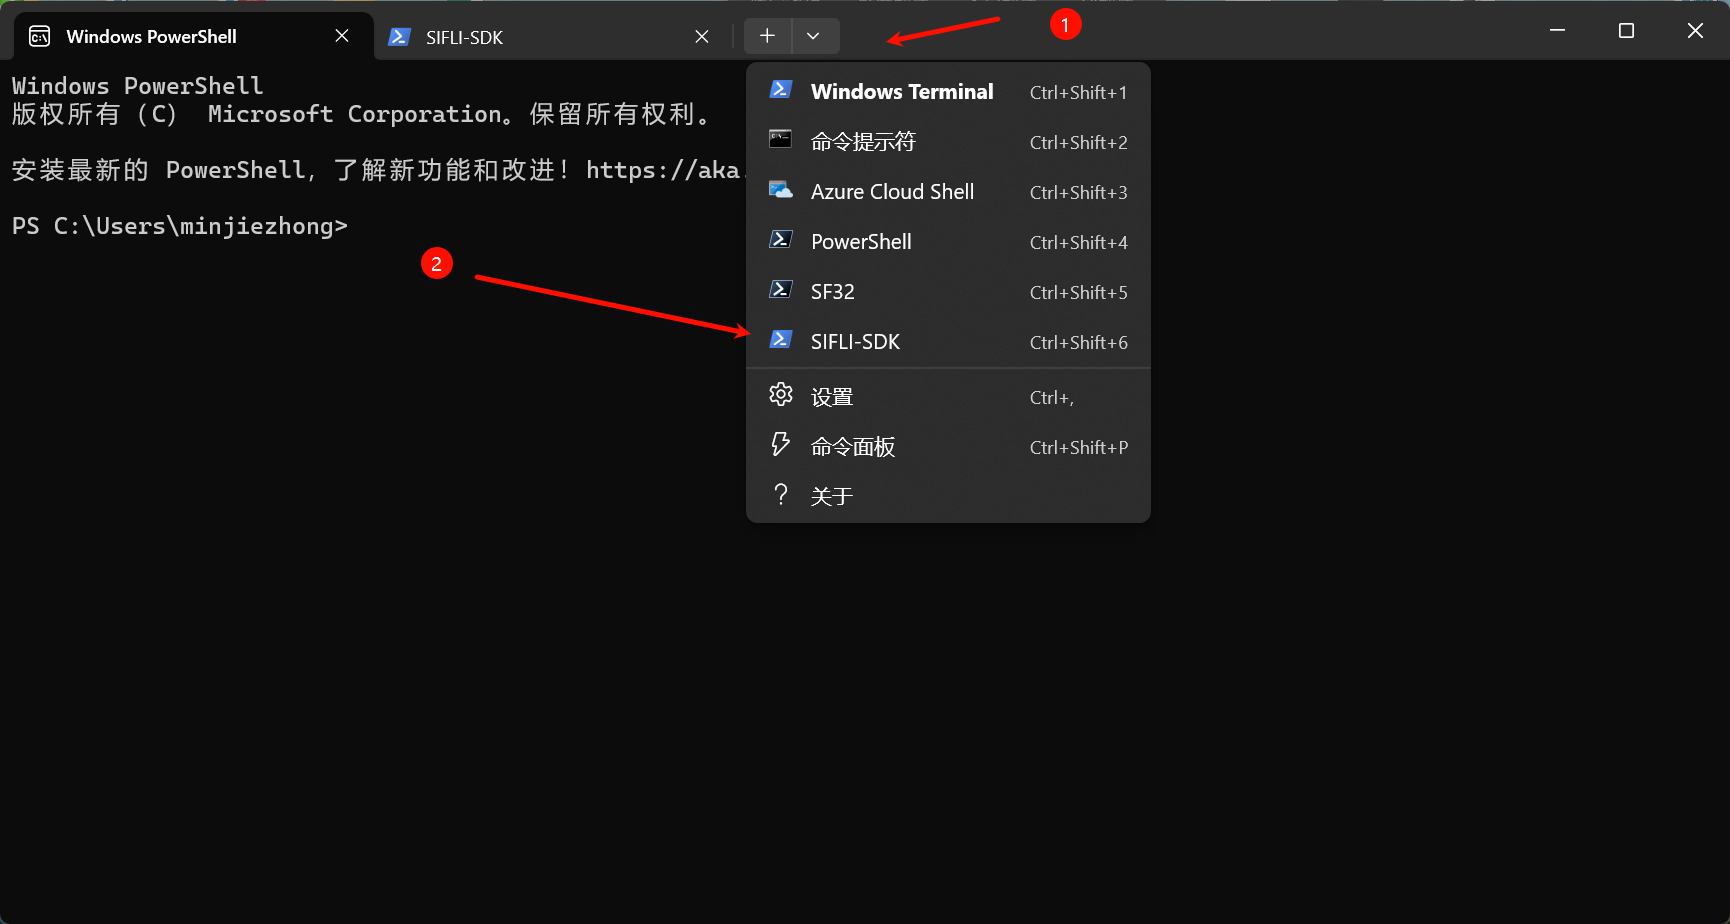 Windows PowerShell
SIFLI-SDK
1
Windows PowerShell
版权所有 (C) Microsoft Corporation。保留所有权利。
安装最新的 PowerShell，了解新功能和改进！https://aka.
PS C:\Users\minjiezhong>
2
Windows Terminal Ctrl+Shift+1
命令提示符 Ctrl+Shift+2
Azure Cloud Shell Ctrl+Shift+3
PowerShell Ctrl+Shift+4
SF32 Ctrl+Shift+5
SIFLI-SDK Ctrl+Shift+6
设置 Ctrl+,
命令面板 Ctrl+Shift+P
关于